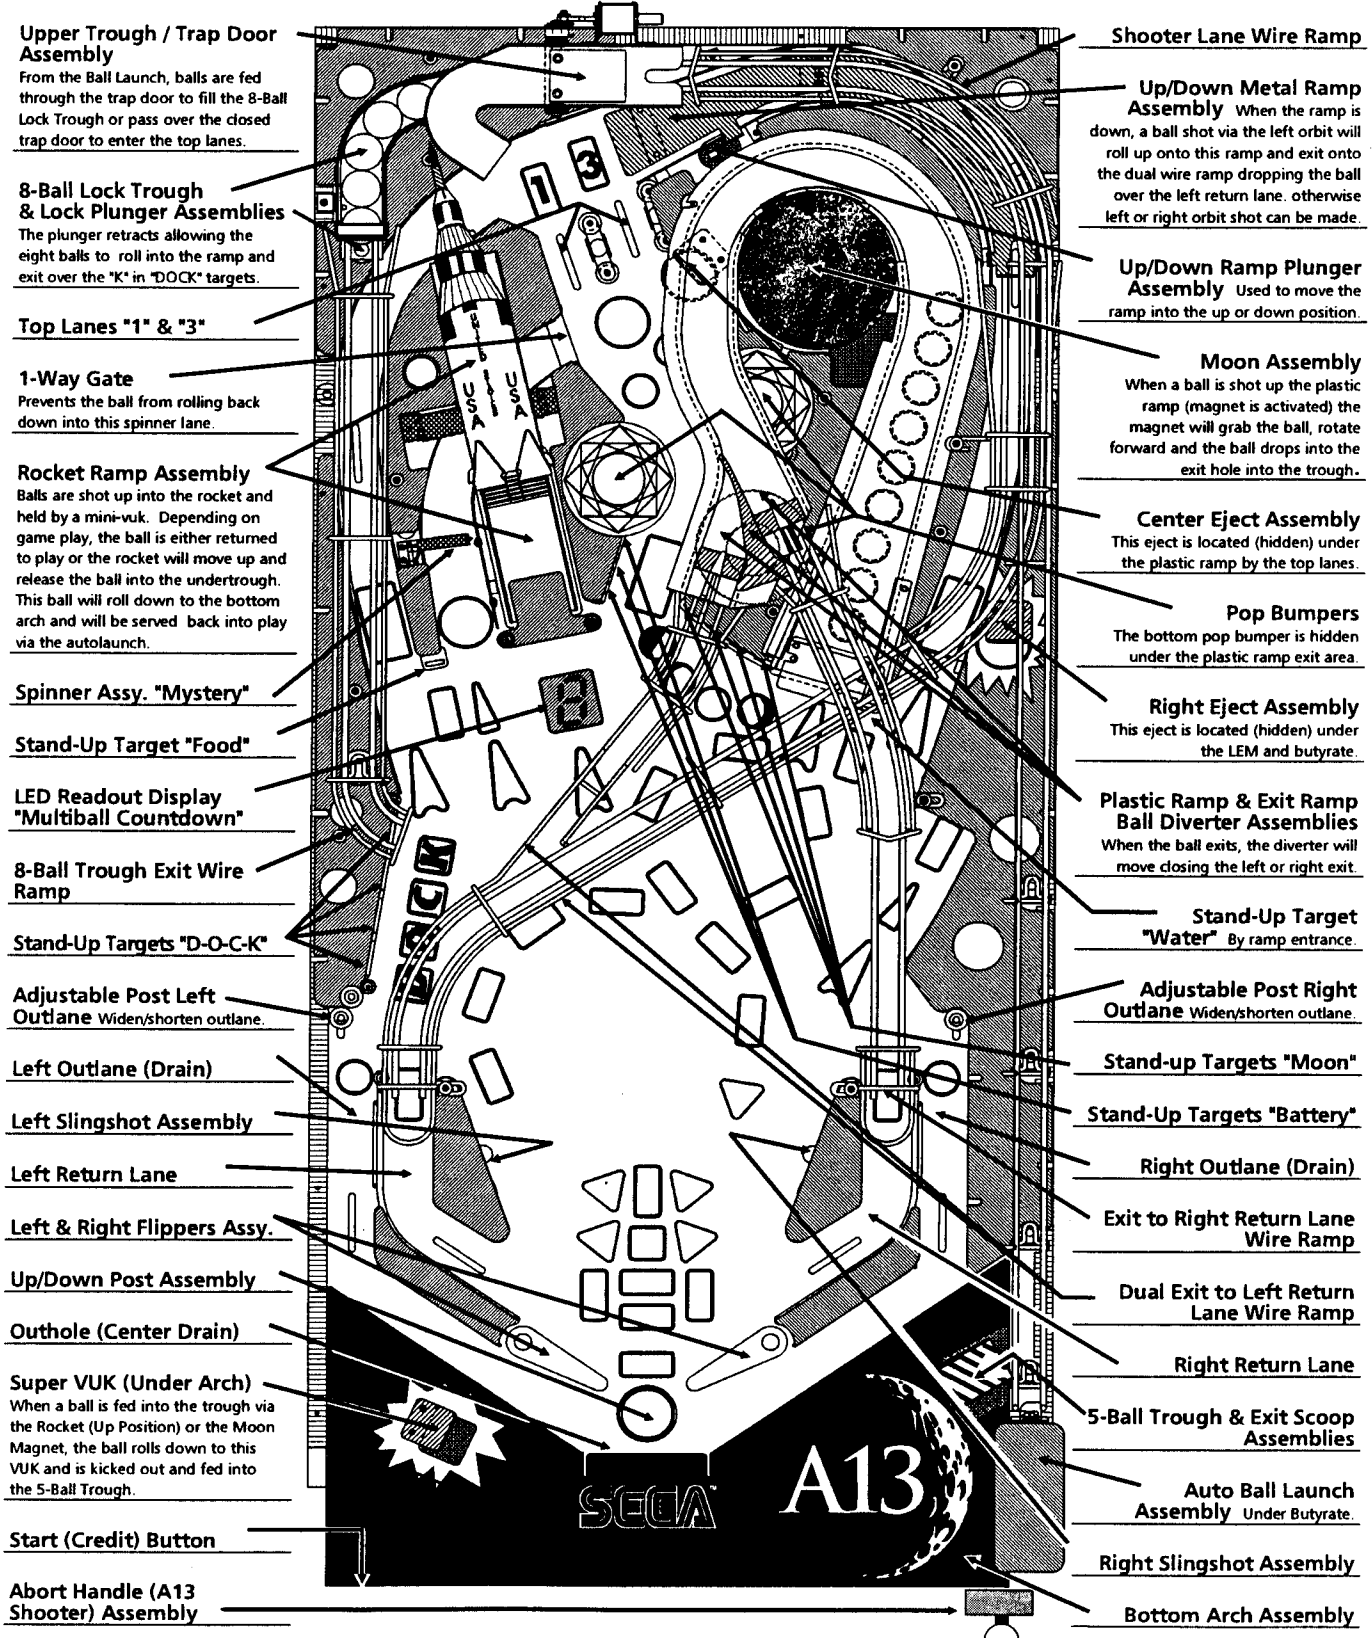 Upper Trough / Trap Door
Assembly
From the Ball Launch, balls are fed
through the trap door to fill the 8-Ball
Lock Trough or pass over the closed
trap door to enter the top lanes.
8-Ball Lock Trough
& Lock Plunger Assemblies
The plunger retracts allowing the
eight balls to roll into the ramp and
exit over the "K" in "DOCK" targets.
Top Lanes "1" & "3"
1-Way Gate
Prevents the ball from rolling back
down into this spinner lane.
Rocket Ramp Assembly
Balls are shot up into the rocket and
held by a mini-vuk. Depending on
game play, the ball is either returned
to play or the rocket will move up and
release the ball into the undertrough.
This ball will roll down to the bottom
arch and will be served back into play
via the autolaunch.
Spinner Assy. "Mystery"
Stand-Up Target "Food"
LED Readout Display
"Multiball Countdown"
8-Ball Trough Exit Wire
Ramp
Stand-Up Targets "D-O-C-K"
Adjustable Post Left
Outlane Widen/shorten outlane.
Left Outlane (Drain)
Left Slingshot Assembly
Left Return Lane
Left & Right Flippers Assy.
Up/Down Post Assembly
Outhole (Center Drain)
Super VUK (Under Arch)
When a ball is fed into the trough via
the Rocket (Up Position) or the Moon
Magnet, the ball rolls down to this
VUK and is kicked out and fed into
the 5-Ball Trough.
Start (Credit) Button
Abort Handle (A13
Shooter) Assembly
1
3
UNITED
USA
USA
K
C
SEGA
A13
Shooter Lane Wire Ramp
Up/Down Metal Ramp
Assembly When the ramp is
down, a ball shot via the left orbit will
roll up onto this ramp and exit onto
the dual wire ramp dropping the ball
over the left return lane. otherwise
left or right orbit shot can be made.
Up/Down Ramp Plunger
Assembly Used to move the
ramp into the up or down position.
Moon Assembly
When a ball is shot up the plastic
ramp (magnet is activated) the
magnet will grab the ball, rotate
forward and the ball drops into the
exit hole into the trough.
Center Eject Assembly
This eject is located (hidden) under
the plastic ramp by the top lanes.
Pop Bumpers
The bottom pop bumper is hidden
under the plastic ramp exit area.
Right Eject Assembly
This eject is located (hidden) under
the LEM and butyrate.
Plastic Ramp & Exit Ramp
Ball Diverter Assemblies
When the ball exits, the diverter will
move closing the left or right exit.
Stand-Up Target
"Water" By ramp entrance.
Adjustable Post Right
Outlane Widen/shorten outlane.
Stand-up Targets "Moon"
Stand-Up Targets "Battery"
Right Outlane (Drain)
Exit to Right Return Lane
Wire Ramp
Dual Exit to Left Return
Lane Wire Ramp
Right Return Lane
5-Ball Trough & Exit Scoop
Assemblies
Auto Ball Launch
Assembly Under Butyrate.
Right Slingshot Assembly
Bottom Arch Assembly